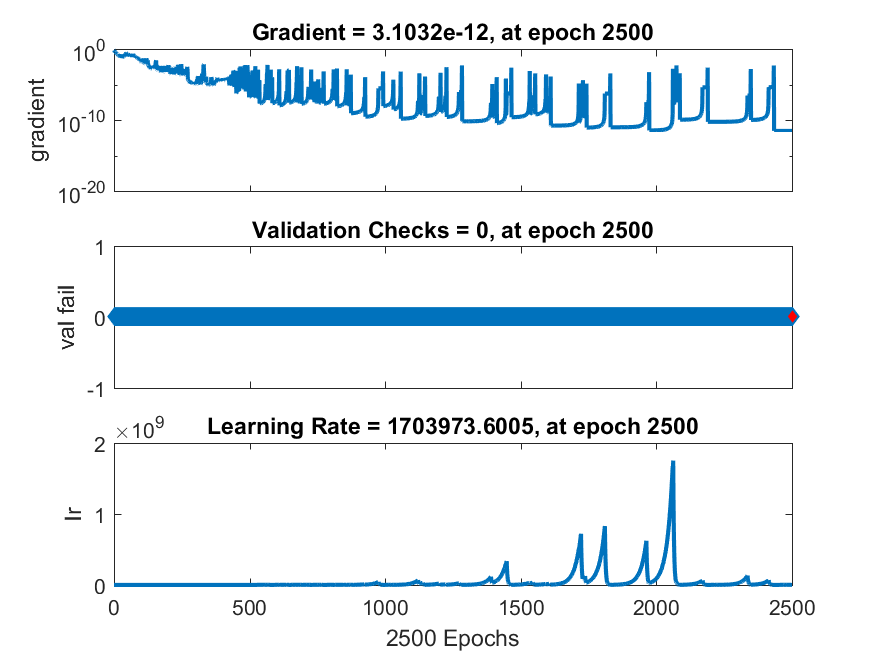 Gradient = 3.1032e-12, at epoch 2500
10^0
10^-10
10^-20
gradient
Validation Checks = 0, at epoch 2500
1
0
-1
val fail
Learning Rate = 1703973.6005, at epoch 2500
×10^9
2
1
0
lr
0 500 1000 1500 2000 2500
2500 Epochs